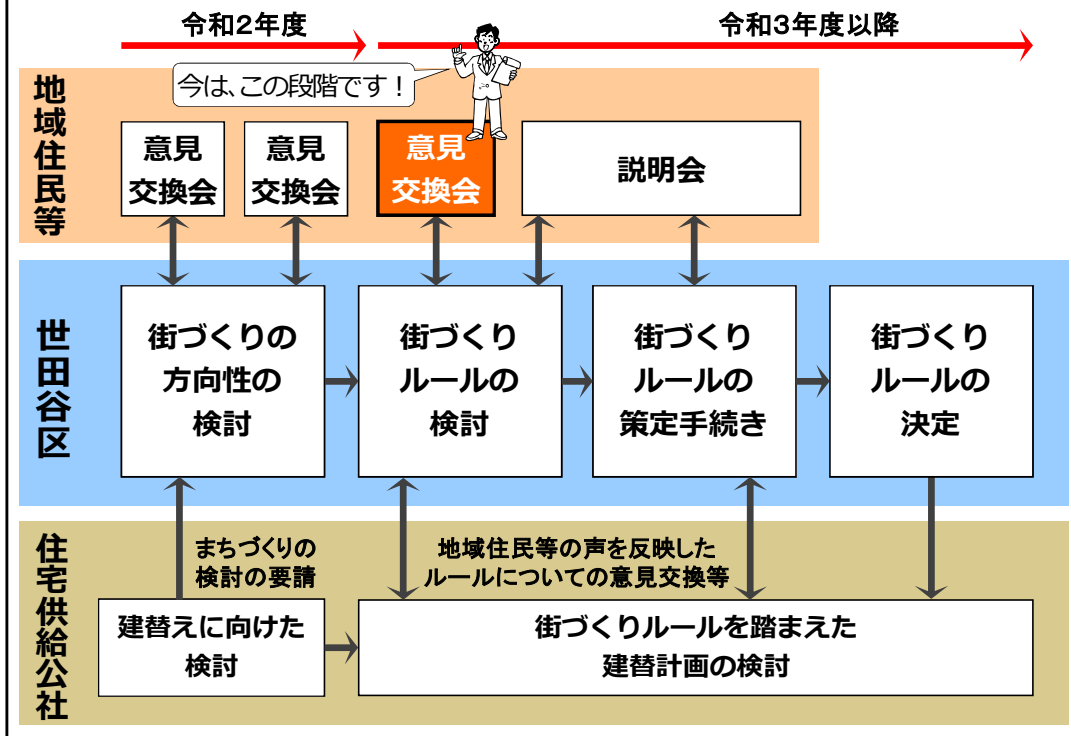 令和２年度
令和３年度以降
今は、この段階です！
地域住民等
意見
交換会
意見
交換会
意見
交換会
説明会
世田谷区
街づくりの
方向性の
検討
街づくり
ルールの
検討
街づくり
ルールの
策定手続き
街づくり
ルールの
決定
住宅供給公社
まちづくりの
検討の要請
地域住民等の声を反映した
ルールについての意見交換等
建替えに向けた
検討
街づくりルールを踏まえた
建替計画の検討